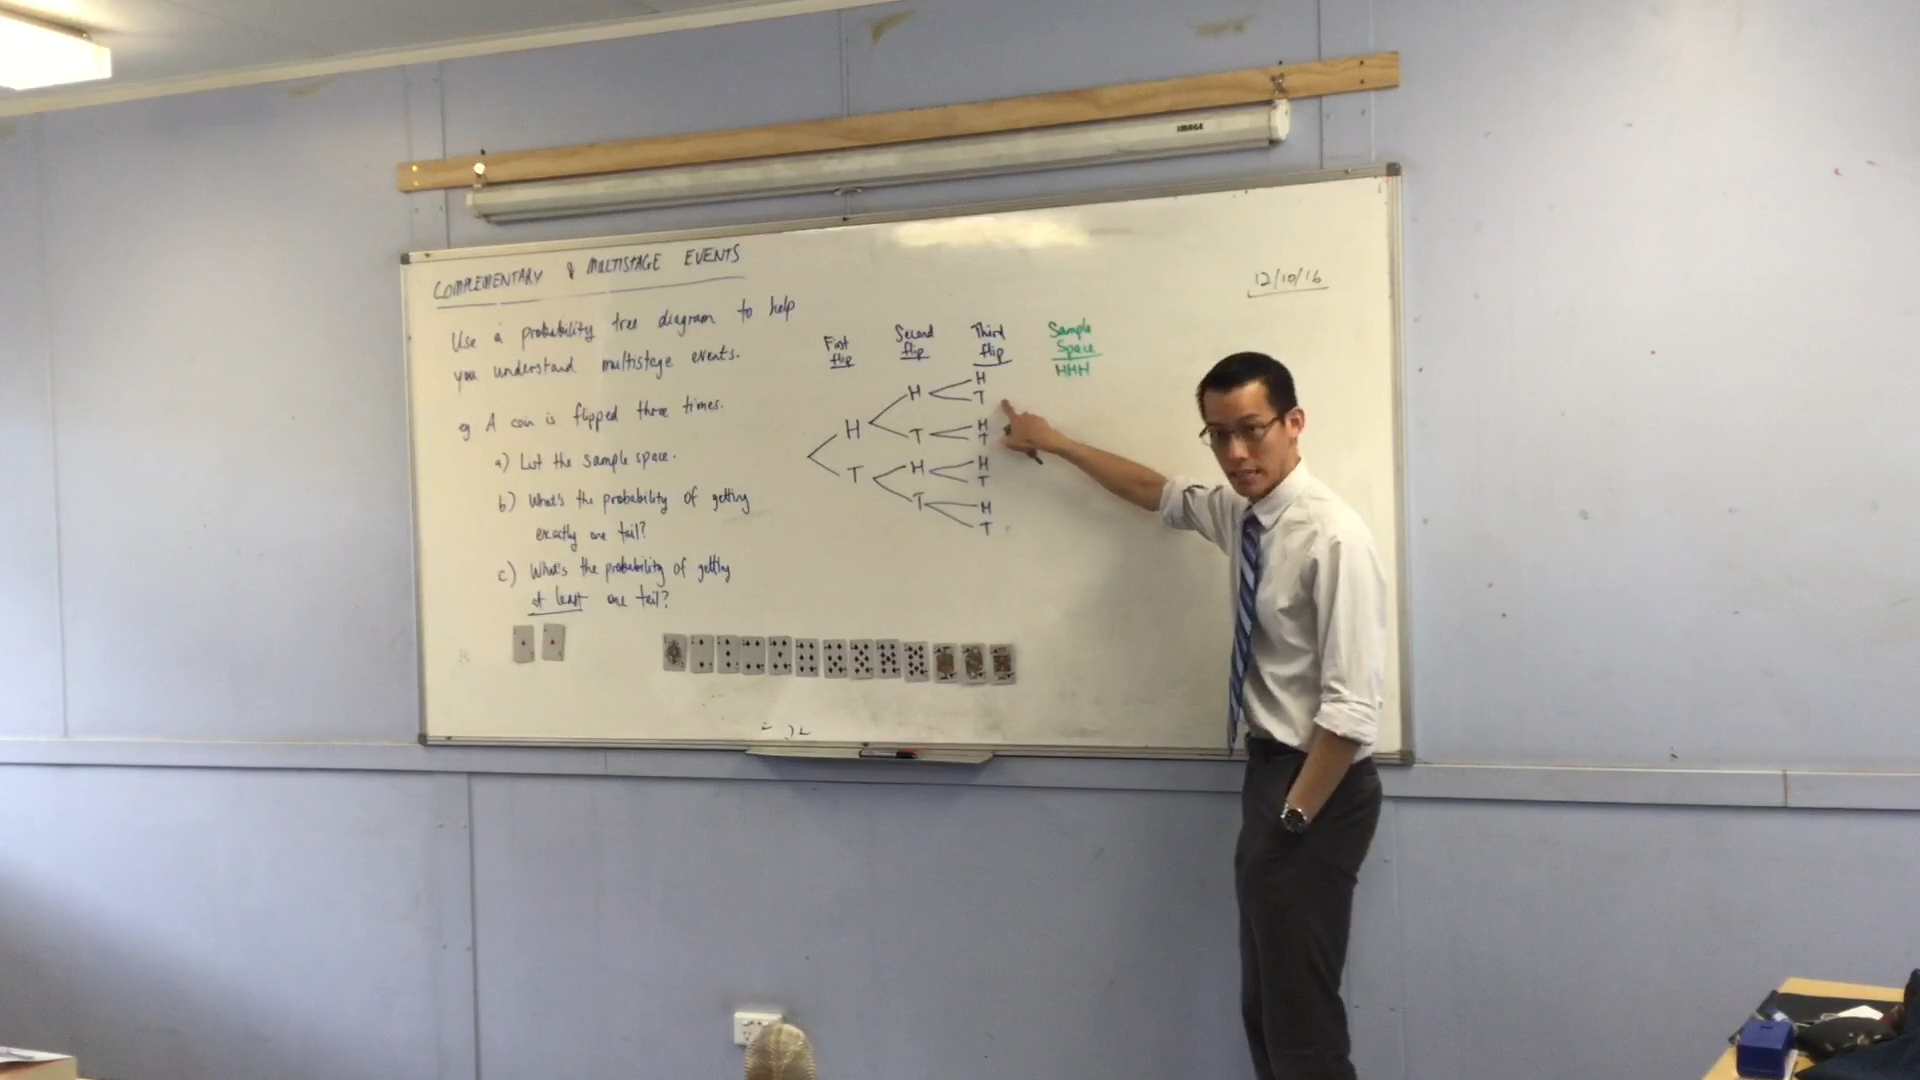 IMAGE
COMPLEMENTARY & MULTISTAGE EVENTS
12/10/16
Use a probability tree diagram to help
you understand multistage events.
eg A coin is flipped three times.
a) List the sample space.
b) What's the probability of getting
exactly one tail?
c) What's the probability of getting
at least one tail?
First
flip
Second
flip
Third
flip
Sample
Space
HHH
H
T
H
T
H
T
H
T
H
T
H
T
H
T